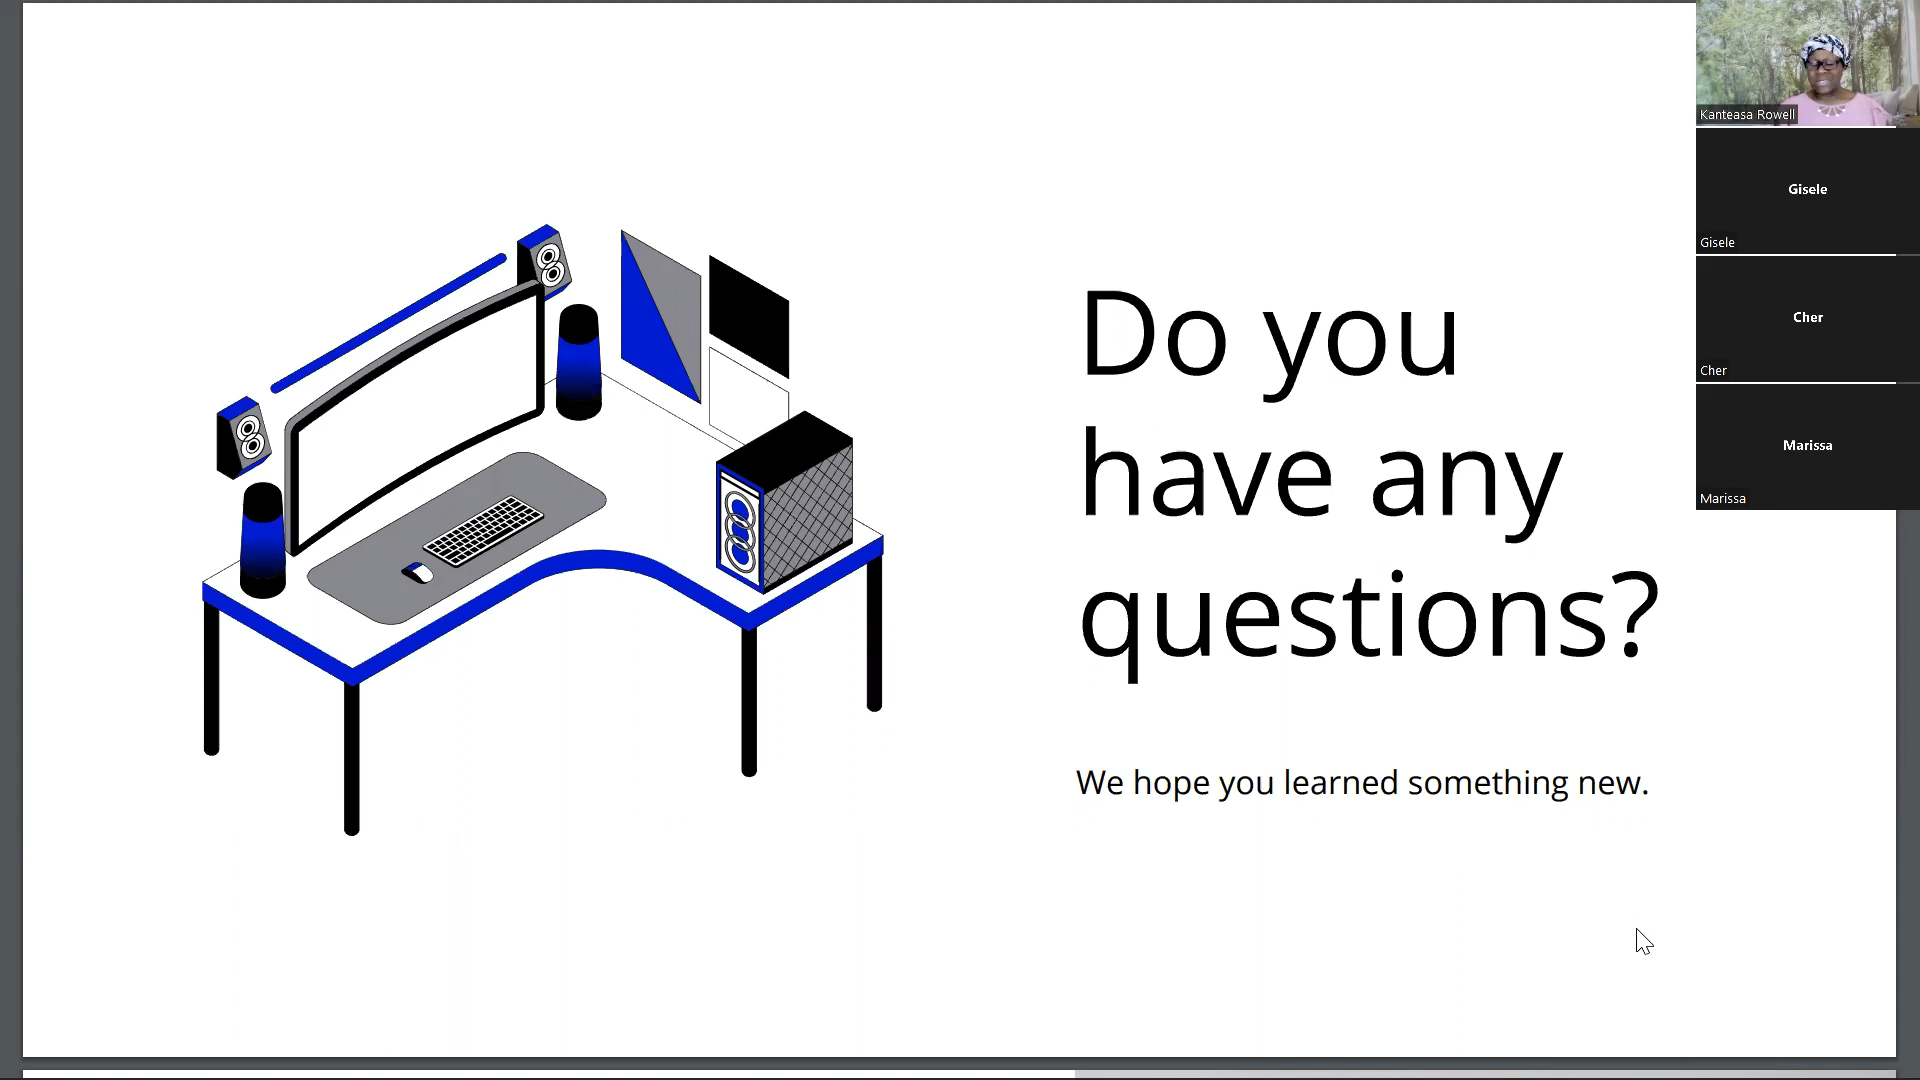 Do you
have any
questions?
We hope you learned something new.
Kanteasa Rowell
Gisele
Gisele
Cher
Cher
Marissa
Marissa